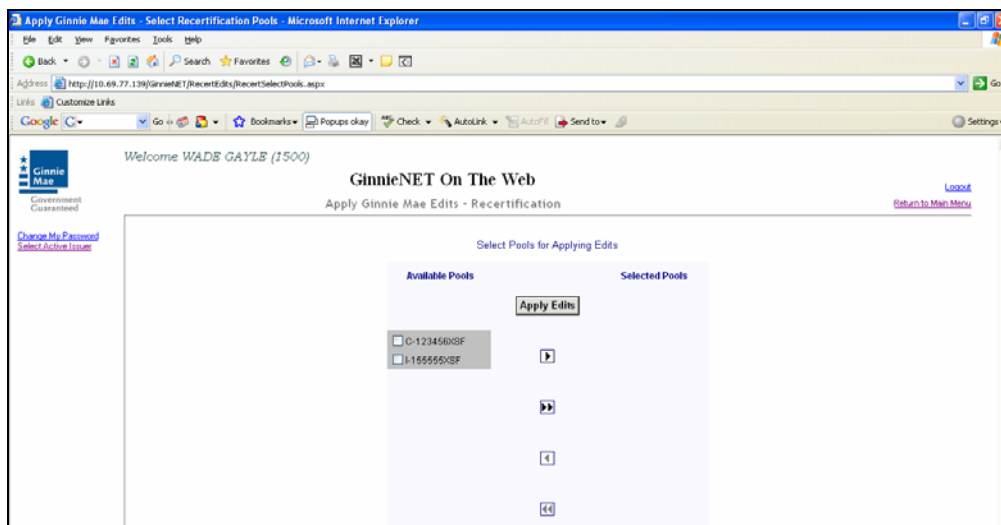 Apply Ginnie Mae Edits - Select Recertification Pools - Microsoft Internet Explorer
File Edit View Favorites Tools Help
Back Search Favorites
Address http://10.69.77.139/GinnieNET/RecertEdits/RecertSelectPools.aspx Go
Links Customize Links
Google G Go Bookmarks Popups okay Check AutoLink AutoFill Send to Settings
Ginnie Mae
Government Guaranteed
Welcome WADE GAYLE (1500)
GinnieNET On The Web
Logout
Apply Ginnie Mae Edits - Recertification
Return to Main Menu
Change My Password
Select Active Issuer
Select Pools for Applying Edits
Available Pools Selected Pools
Apply Edits
C-123456XSF
I-155555XSF